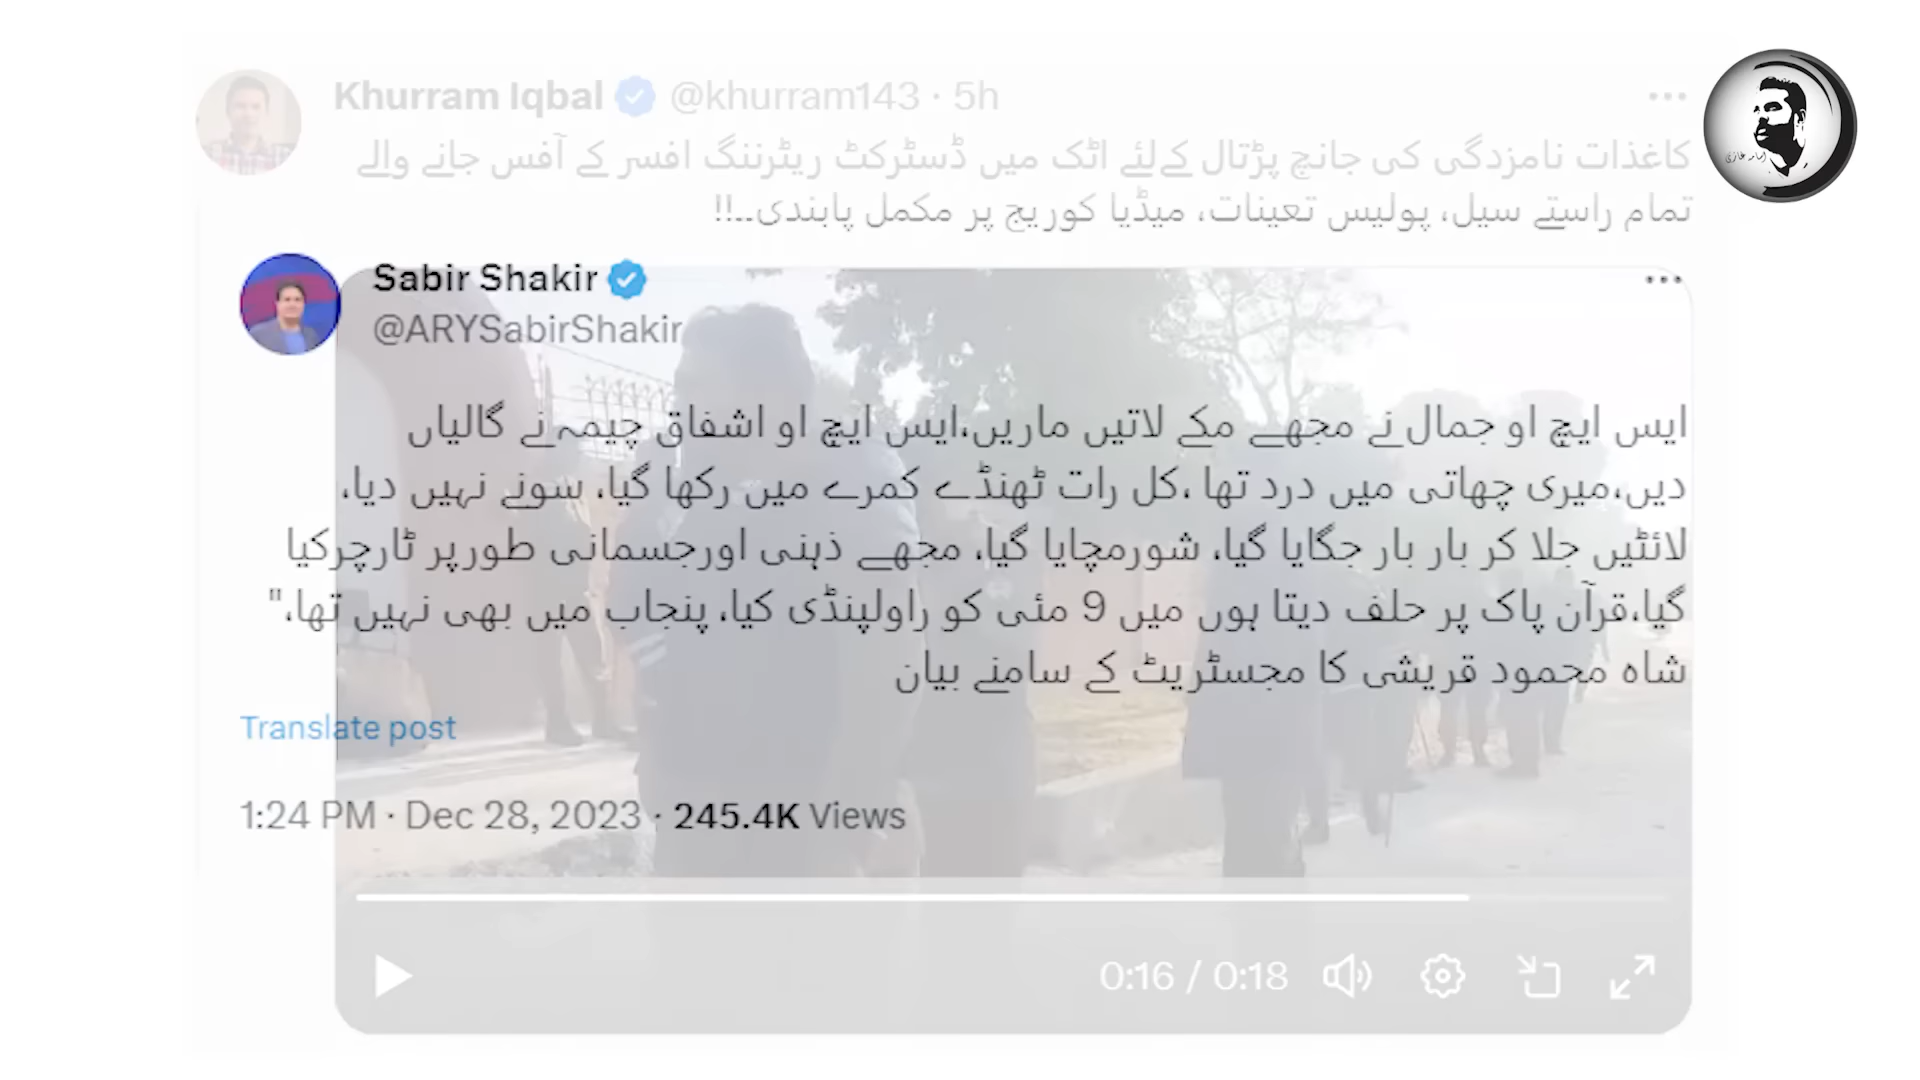 Khurram Iqbal @khurram143 · 5h
کاغذات نامزدگی کی جانچ پڑتال کےلئے اٹک میں ڈسٹرکٹ ریٹرننگ افسر کے آفس جانے والے
تمام راستے سیل، پولیس تعینات، میڈیا کوریج پر مکمل پابندی۔۔!!
Sabir Shakir
@ARYSabirShakir
ایس ایچ او جمال نے مجھے مکے لاتیں ماریں،ایس ایچ او اشفاق چیمہ نے گالیاں
دیں،میری چھاتی میں درد تھا ،کل رات ٹھنڈے کمرے میں رکھا گیا، سونے نہیں دیا،
لائٹیں جلا کر بار بار جگایا گیا، شورمچایا گیا، مجھے ذہنی اورجسمانی طورپر ٹارچرکیا
گیا،قرآن پاک پر حلف دیتا ہوں میں 9 مئی کو راولپنڈی کیا، پنجاب میں بھی نہیں تھا،"
شاہ محمود قریشی کا مجسٹریٹ کے سامنے بیان
Translate post
1:24 PM · Dec 28, 2023 · 245.4K Views
0:16 / 0:18